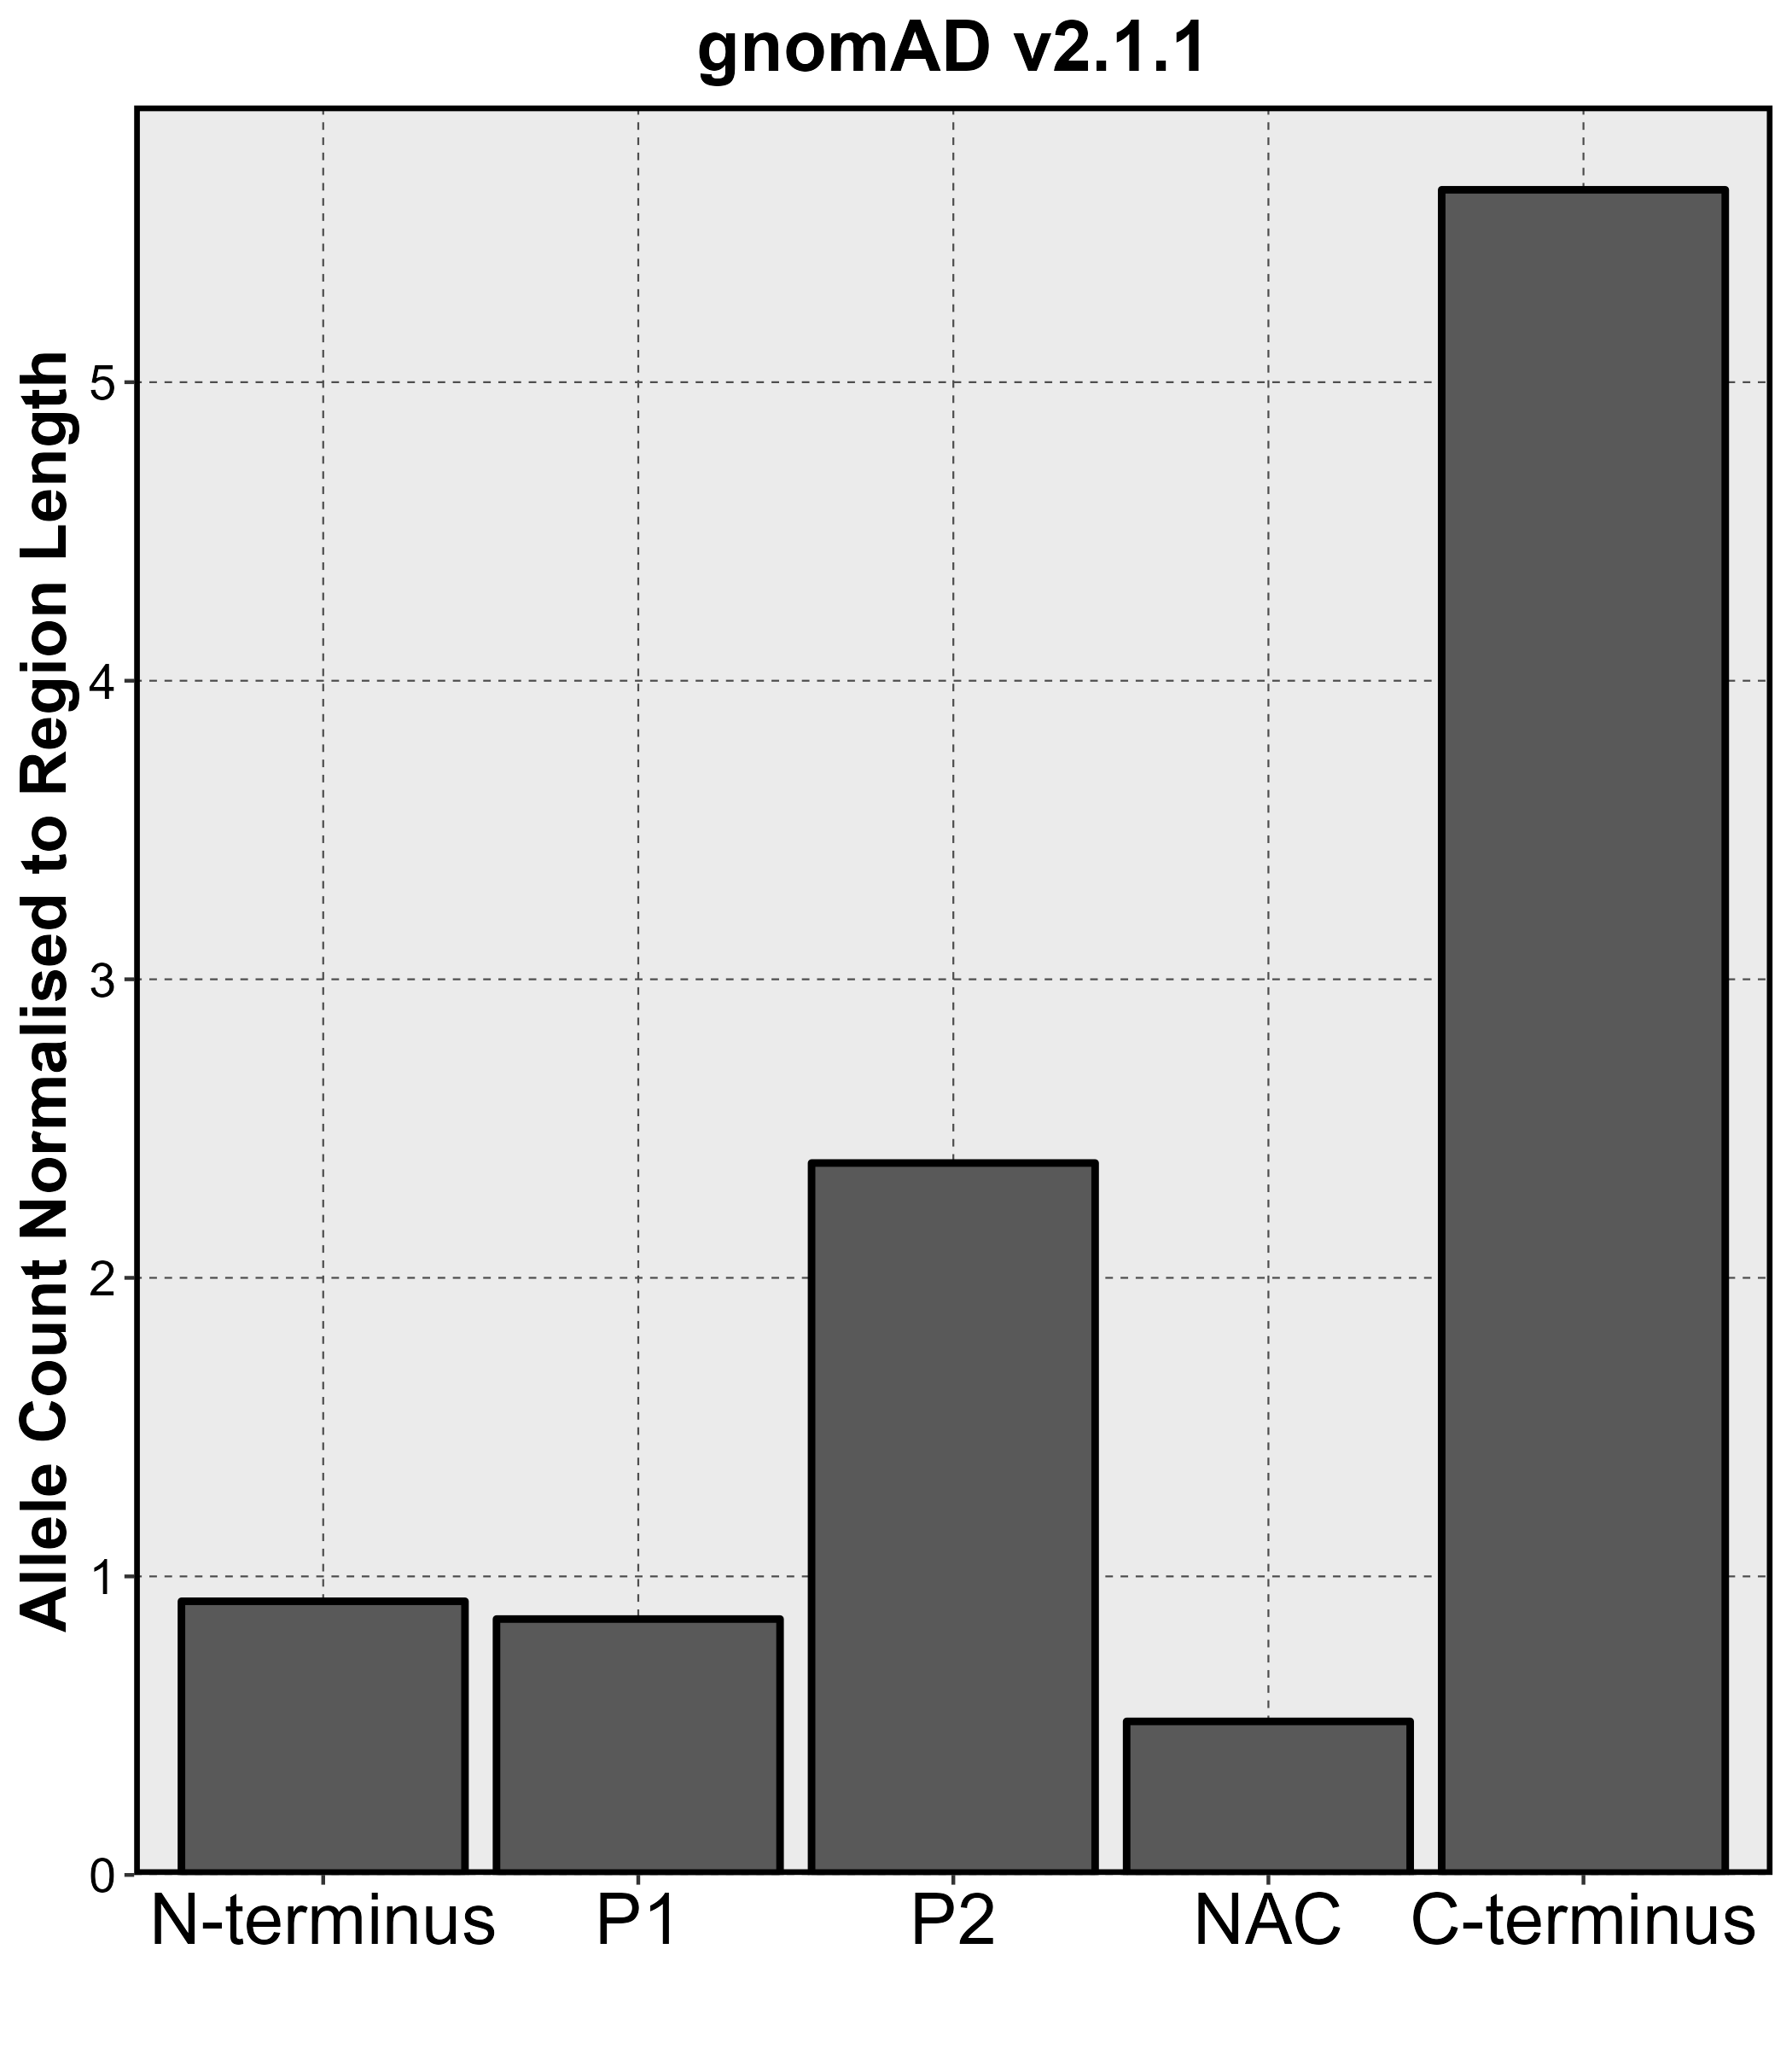 gnomAD v2.1.1
Allele Count Normalised to Region Length
5
4
3
2
1
0
N-terminus P1 P2 NAC C-terminus